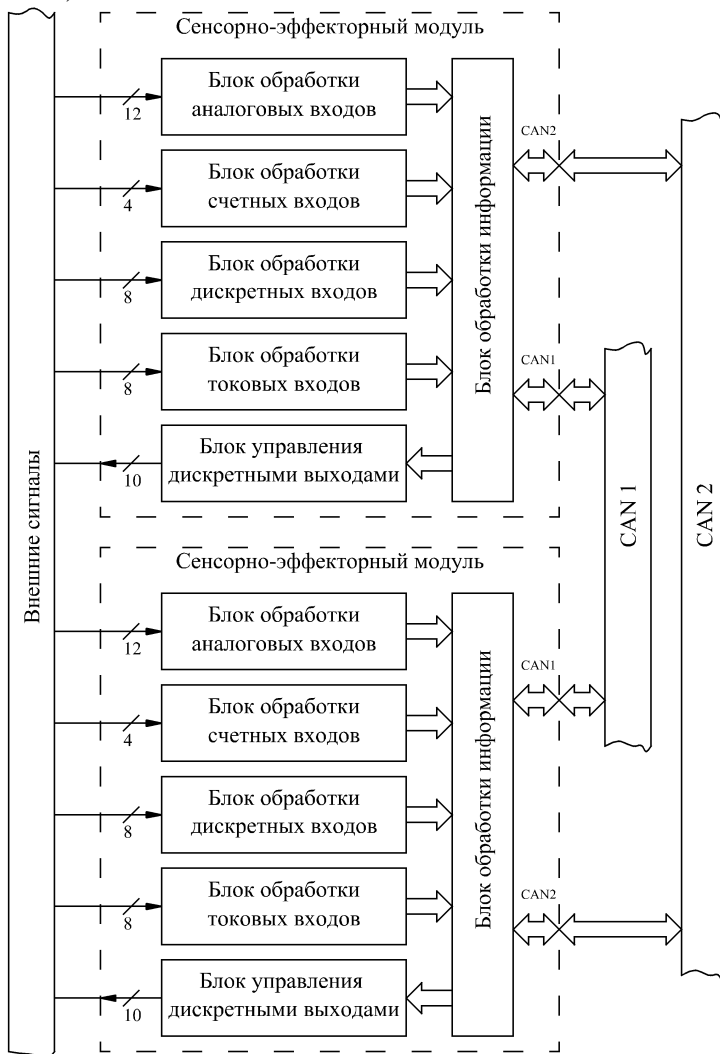 Сенсорно-эффекторный модуль
Блок обработки
аналоговых входов
12
Блок обработки
счетных входов
4
Блок обработки
дискретных входов
8
Блок обработки
токовых входов
8
Блок управления
дискретными выходами
10
Блок обработки информации
CAN2
CAN1
Внешние сигналы
CAN 1
CAN 2
Сенсорно-эффекторный модуль
Блок обработки
аналоговых входов
12
Блок обработки
счетных входов
4
Блок обработки
дискретных входов
8
Блок обработки
токовых входов
8
Блок управления
дискретными выходами
10
Блок обработки информации
CAN1
CAN2